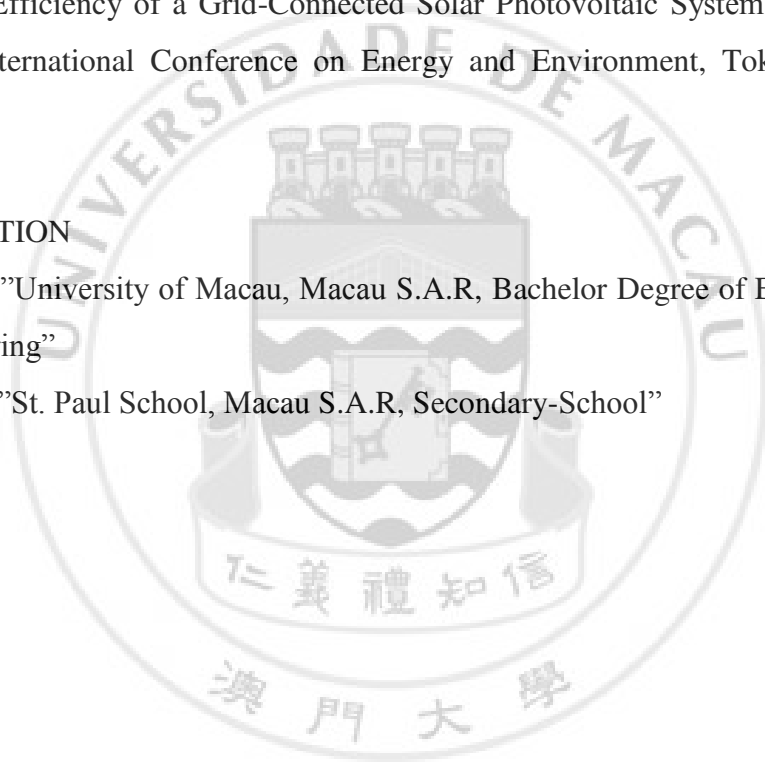 Efficiency of a Grid-Connected Solar Photovoltaic System
ternational Conference on Energy and Environment, Tok
UNIVERSIDADE DE MACAU
TION
”University of Macau, Macau S.A.R, Bachelor Degree of E
ing”
”St. Paul School, Macau S.A.R, Secondary-School”
仁義禮知信
澳門大學